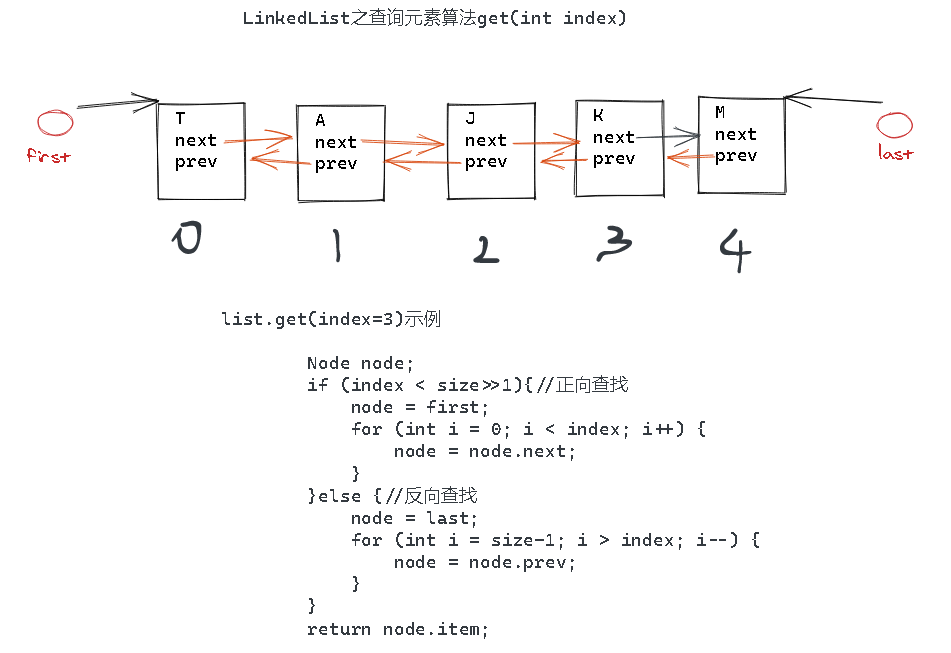 LinkedList之查询元素算法get(int index)
T
next
prev
A
next
prev
J
next
prev
K
next
prev
M
next
prev
first
last
0 1 2 3 4
list.get(index=3)示例
Node node;
if (index < size>>1){//正向查找
    node = first;
    for (int i = 0; i < index; i++) {
        node = node.next;
    }
}else {//反向查找
    node = last;
    for (int i = size-1; i > index; i--) {
        node = node.prev;
    }
}
return node.item;